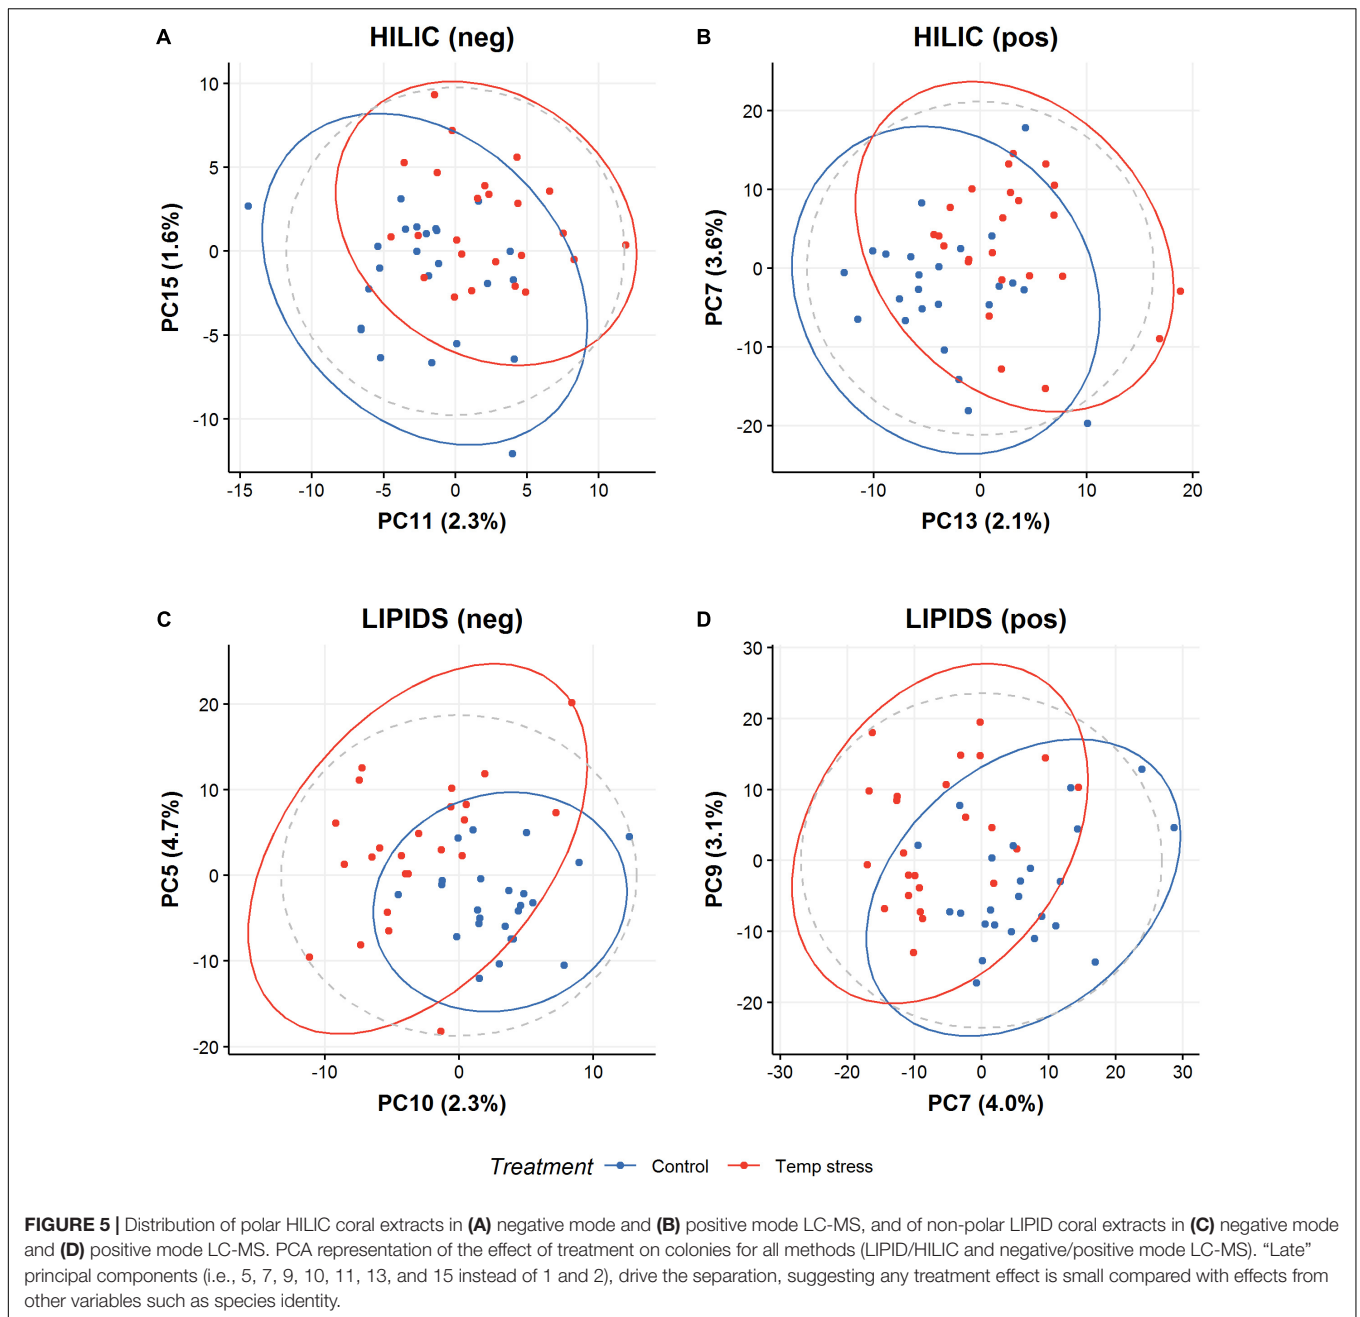 A
HILIC (neg)
10
5
0
-5
-10
-15
-10
-5
0
5
10
PC15 (1.6%)
PC11 (2.3%)
B
HILIC (pos)
20
10
0
-10
-20
-10
0
10
20
PC7 (3.6%)
PC13 (2.1%)
C
LIPIDS (neg)
20
10
0
-10
-20
-10
0
10
PC5 (4.7%)
PC10 (2.3%)
D
LIPIDS (pos)
30
20
10
0
-10
-20
-30
-20
-10
0
10
20
30
PC9 (3.1%)
PC7 (4.0%)
Treatment Control Temp stress
FIGURE 5 | Distribution of polar HILIC coral extracts in (A) negative mode and (B) positive mode LC-MS, and of non-polar LIPID coral extracts in (C) negative mode
and (D) positive mode LC-MS. PCA representation of the effect of treatment on colonies for all methods (LIPID/HILIC and negative/positive mode LC-MS). “Late”
principal components (i.e., 5, 7, 9, 10, 11, 13, and 15 instead of 1 and 2), drive the separation, suggesting any treatment effect is small compared with effects from
other variables such as species identity.